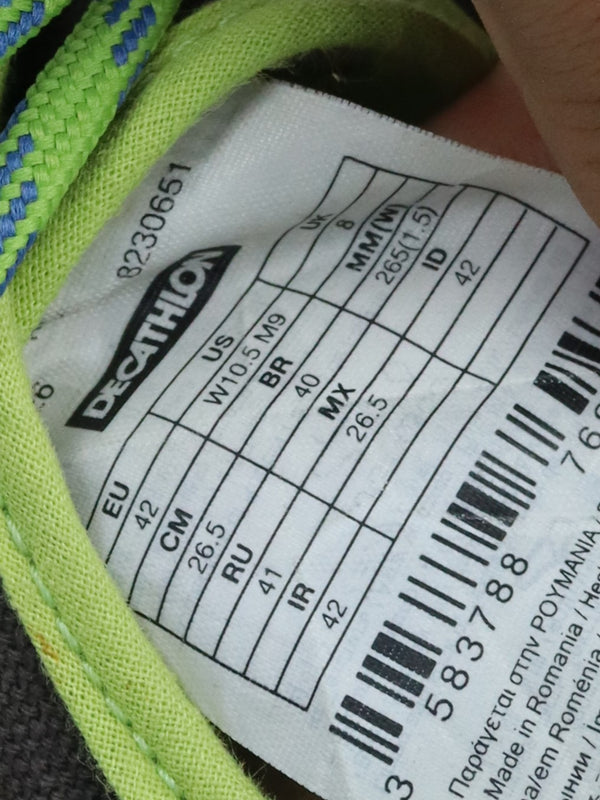 8230651
DECATHLON
EU US UK
42 W10.5 M9 8
CM BR MM(W)
26.5 40 265(1.5)
RU MX ID
41 26.5 42
IR
42
3 583788 76
Παράγεται στην ΡΟΥΜΑΝΙΑ /
Made in Romania /
Roménia /